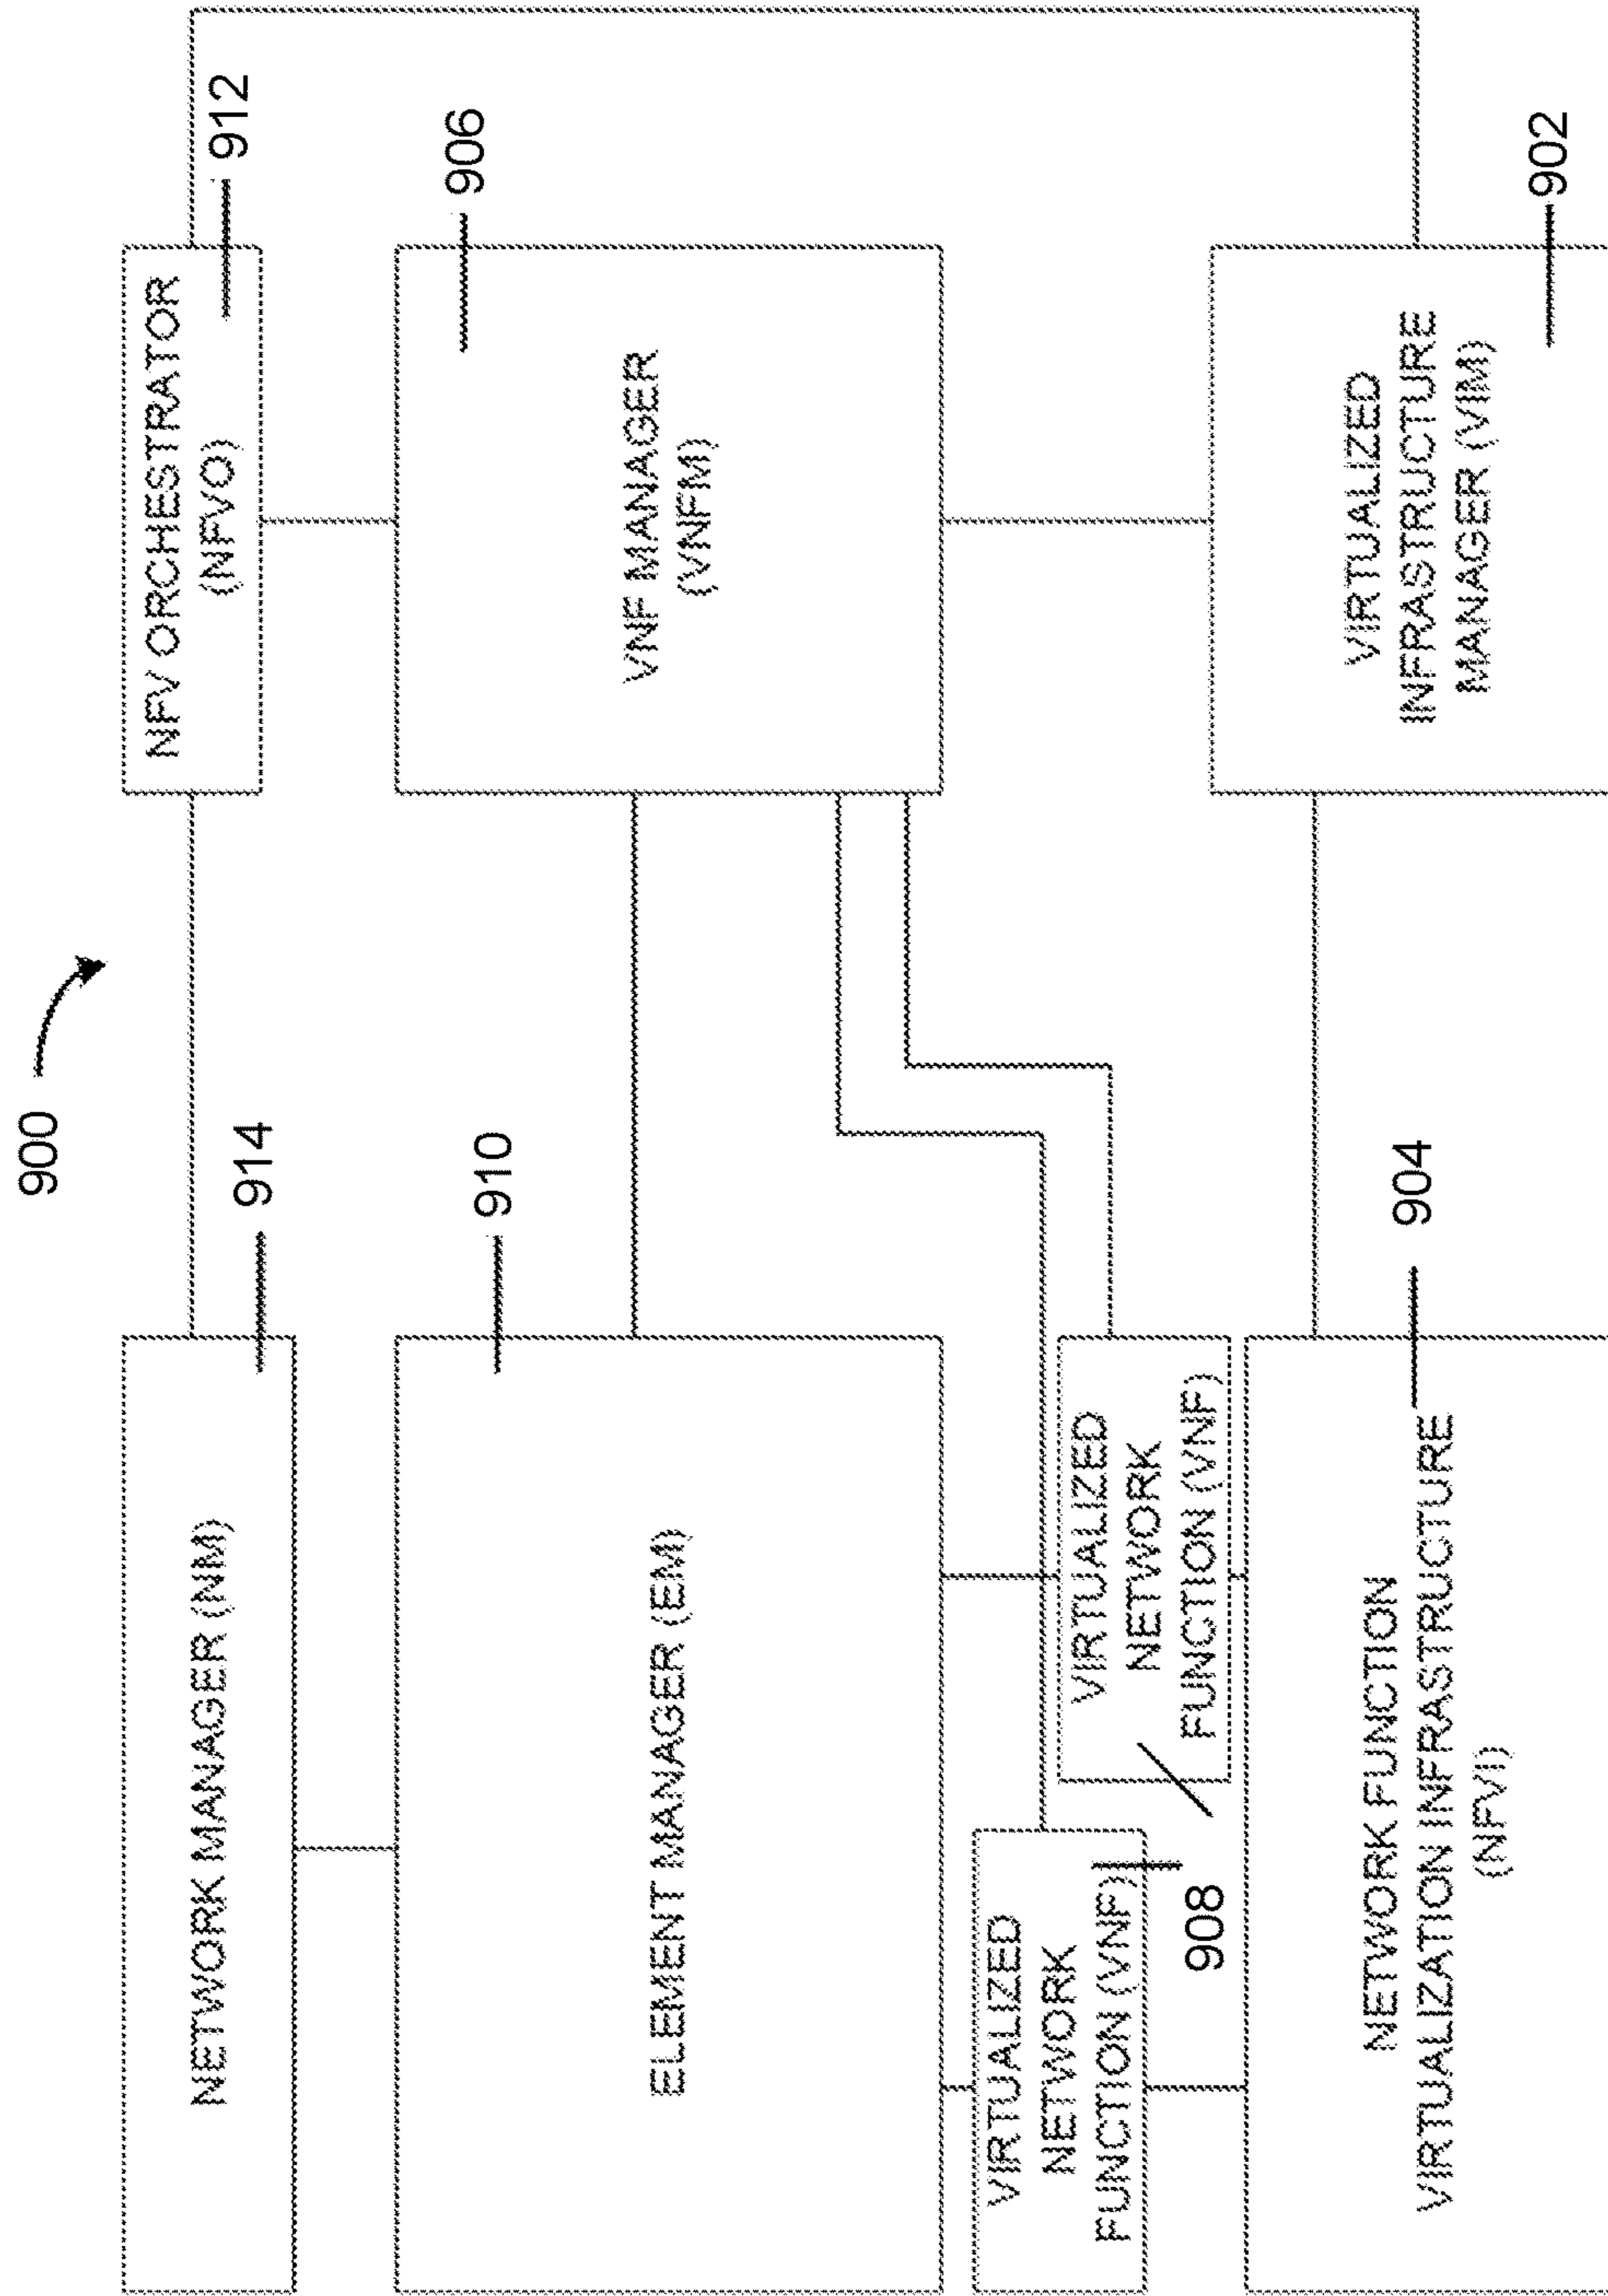 900
NETWORK MANAGER (NM)
914
NFV ORCHESTRATOR
(NFVO)
912
ELEMENT MANAGER (EM)
910
VNF MANAGER
(VNFM)
906
VIRTUALIZED
NETWORK
FUNCTION (VNF)
VIRTUALIZED
NETWORK
FUNCTION (VNF)
908
NETWORK FUNCTION
VIRTUALIZATION INFRASTRUCTURE
(NFVI)
904
VIRTUALIZED
INFRASTRUCTURE
MANAGER (VIM)
902